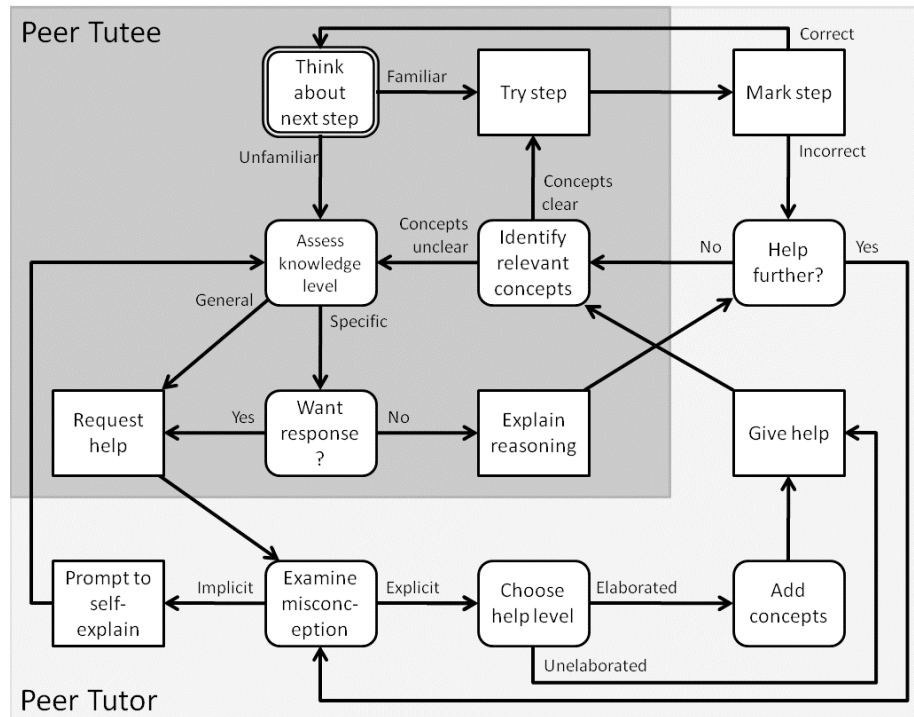 Peer Tutee
Correct
Think
about
next step
Familiar
Try step
Mark step
Unfamiliar
Incorrect
Concepts
clear
Assess
knowledge
level
Concepts
unclear
Identify
relevant
concepts
No
Help
further?
Yes
General
Specific
Request
help
Yes
Want
response
?
No
Explain
reasoning
Give help
Prompt to
self-
explain
Implicit
Examine
misconc-
eption
Explicit
Choose
help level
Elaborated
Add
concepts
Unelaborated
Peer Tutor